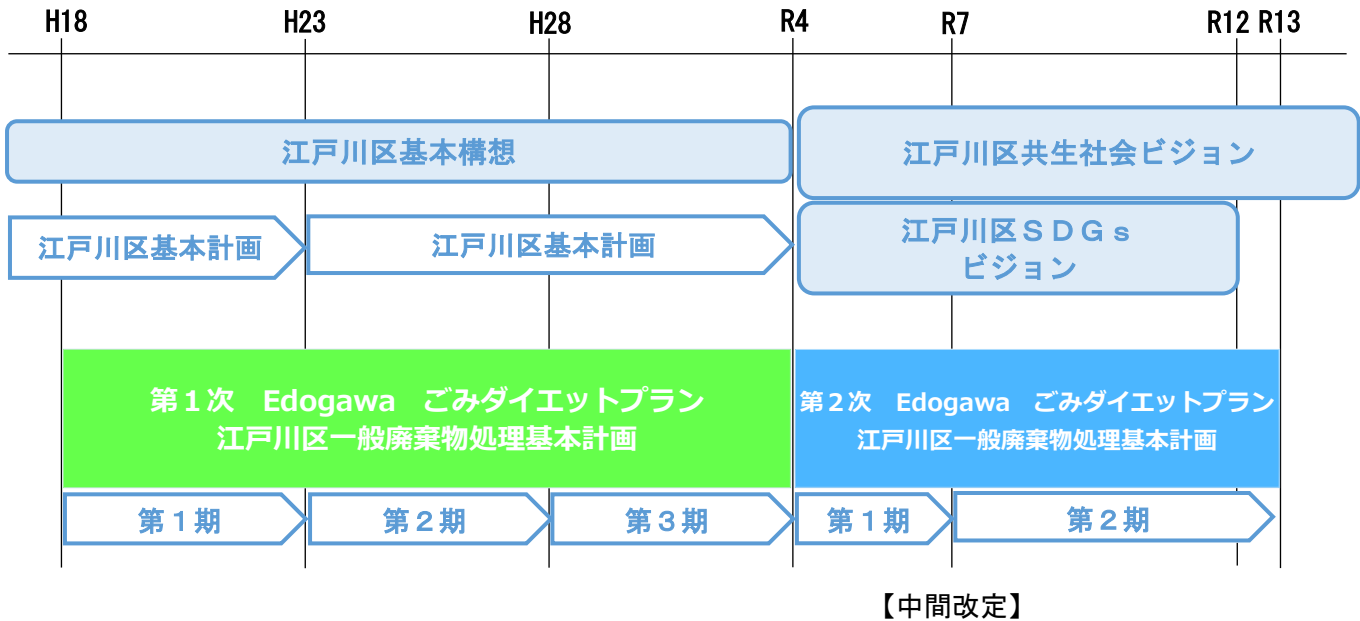 H18 H23 H28 R4 R7 R12 R13
江戸川区基本構想
江戸川区共生社会ビジョン
江戸川区基本計画
江戸川区基本計画
江戸川区ＳＤＧｓ
ビジョン
第１次　Edogawa　ごみダイエットプラン
江戸川区一般廃棄物処理基本計画
第２次　Edogawa　ごみダイエットプラン
江戸川区一般廃棄物処理基本計画
第１期
第２期
第３期
第１期
第２期
【中間改定】